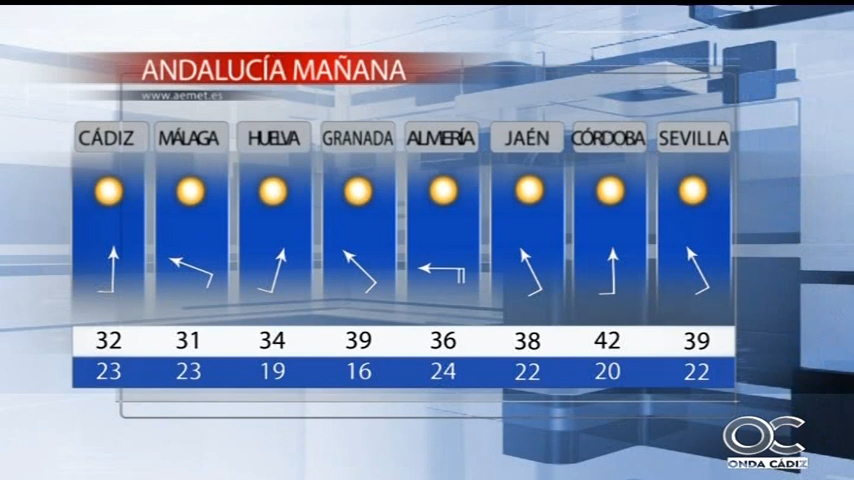 ANDALUCÍA MAÑANA
www.aemet.es
CÁDIZ MÁLAGA HUELVA GRANADA ALMERÍA JAÉN CÓRDOBA SEVILLA
32 31 34 39 36 38 42 39
23 23 19 16 24 22 20 22
OC
ONDA CÁDIZ